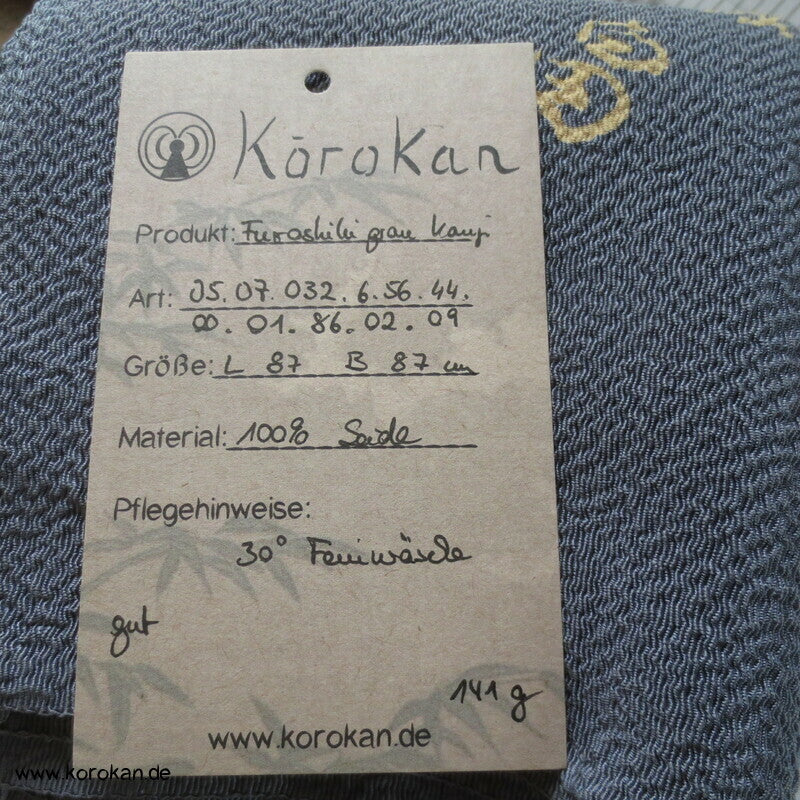 Kōrokan
Produkt: Furoshiki grau Kanji
Art: 05.07.032.6.56.44.
00.01.86.02.09
Größe: L 87 B 87 cm
Material: 100% Seide
Pflegehinweise:
30° Feinwäsche
gut
141 g
www.korokan.de
www.korokan.de